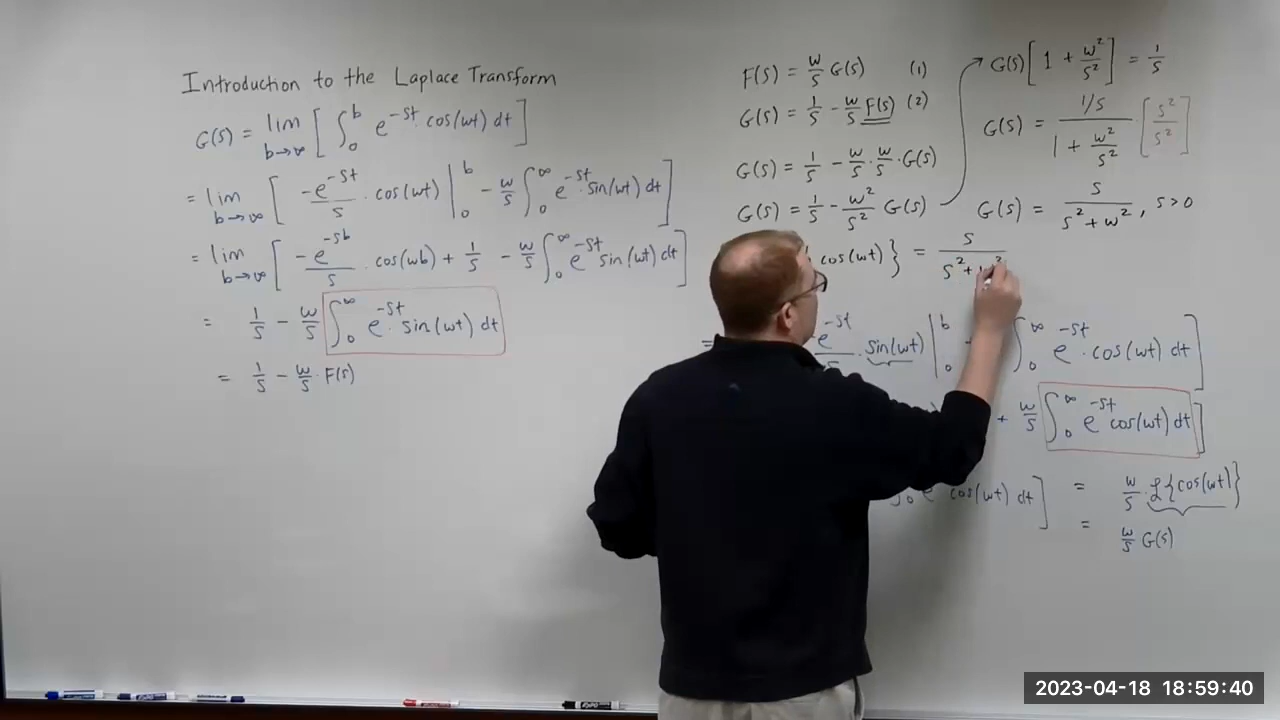 Introduction to the Laplace Transform
G(s) = lim b→∞ [ ∫₀ᵇ e^{-st} cos(wt) dt ]
= lim b→∞ [ -e^{-st}/s · cos(wt) |₀ᵇ - w/s ∫₀^∞ e^{-st} sin(wt) dt ]
= lim b→∞ [ -e^{-sb}/s · cos(wb) + 1/s - w/s ∫₀^∞ e^{-st} sin(wt) dt ]
= 1/s - w/s ∫₀^∞ e^{-st} · sin(wt) dt
= 1/s - w/s · F(s)
F(s) = w/s G(s) (1)
G(s) = 1/s - w/s F(s) (2)
G(s) = 1/s - w/s · w/s · G(s)
G(s) = 1/s - w²/s² G(s)
G(s) [ 1 + w²/s² ] = 1/s
G(s) = (1/s)/(1 + w²/s²) · [ s²/s² ]
G(s) = s/(s² + w²), s>0
cos(wt) } = s/(s² + w²)
= e^{-st} · sin(wt) |₀ᵇ ∫₀^∞ e^{-st} · cos(wt) dt ]
+ w/s ∫₀^∞ e^{-st} cos(wt) dt ]
cos(wt) dt ] = w/s · ℒ{cos(wt)}
= w/s G(s)
EXPO
2023-04-18 18:59:40